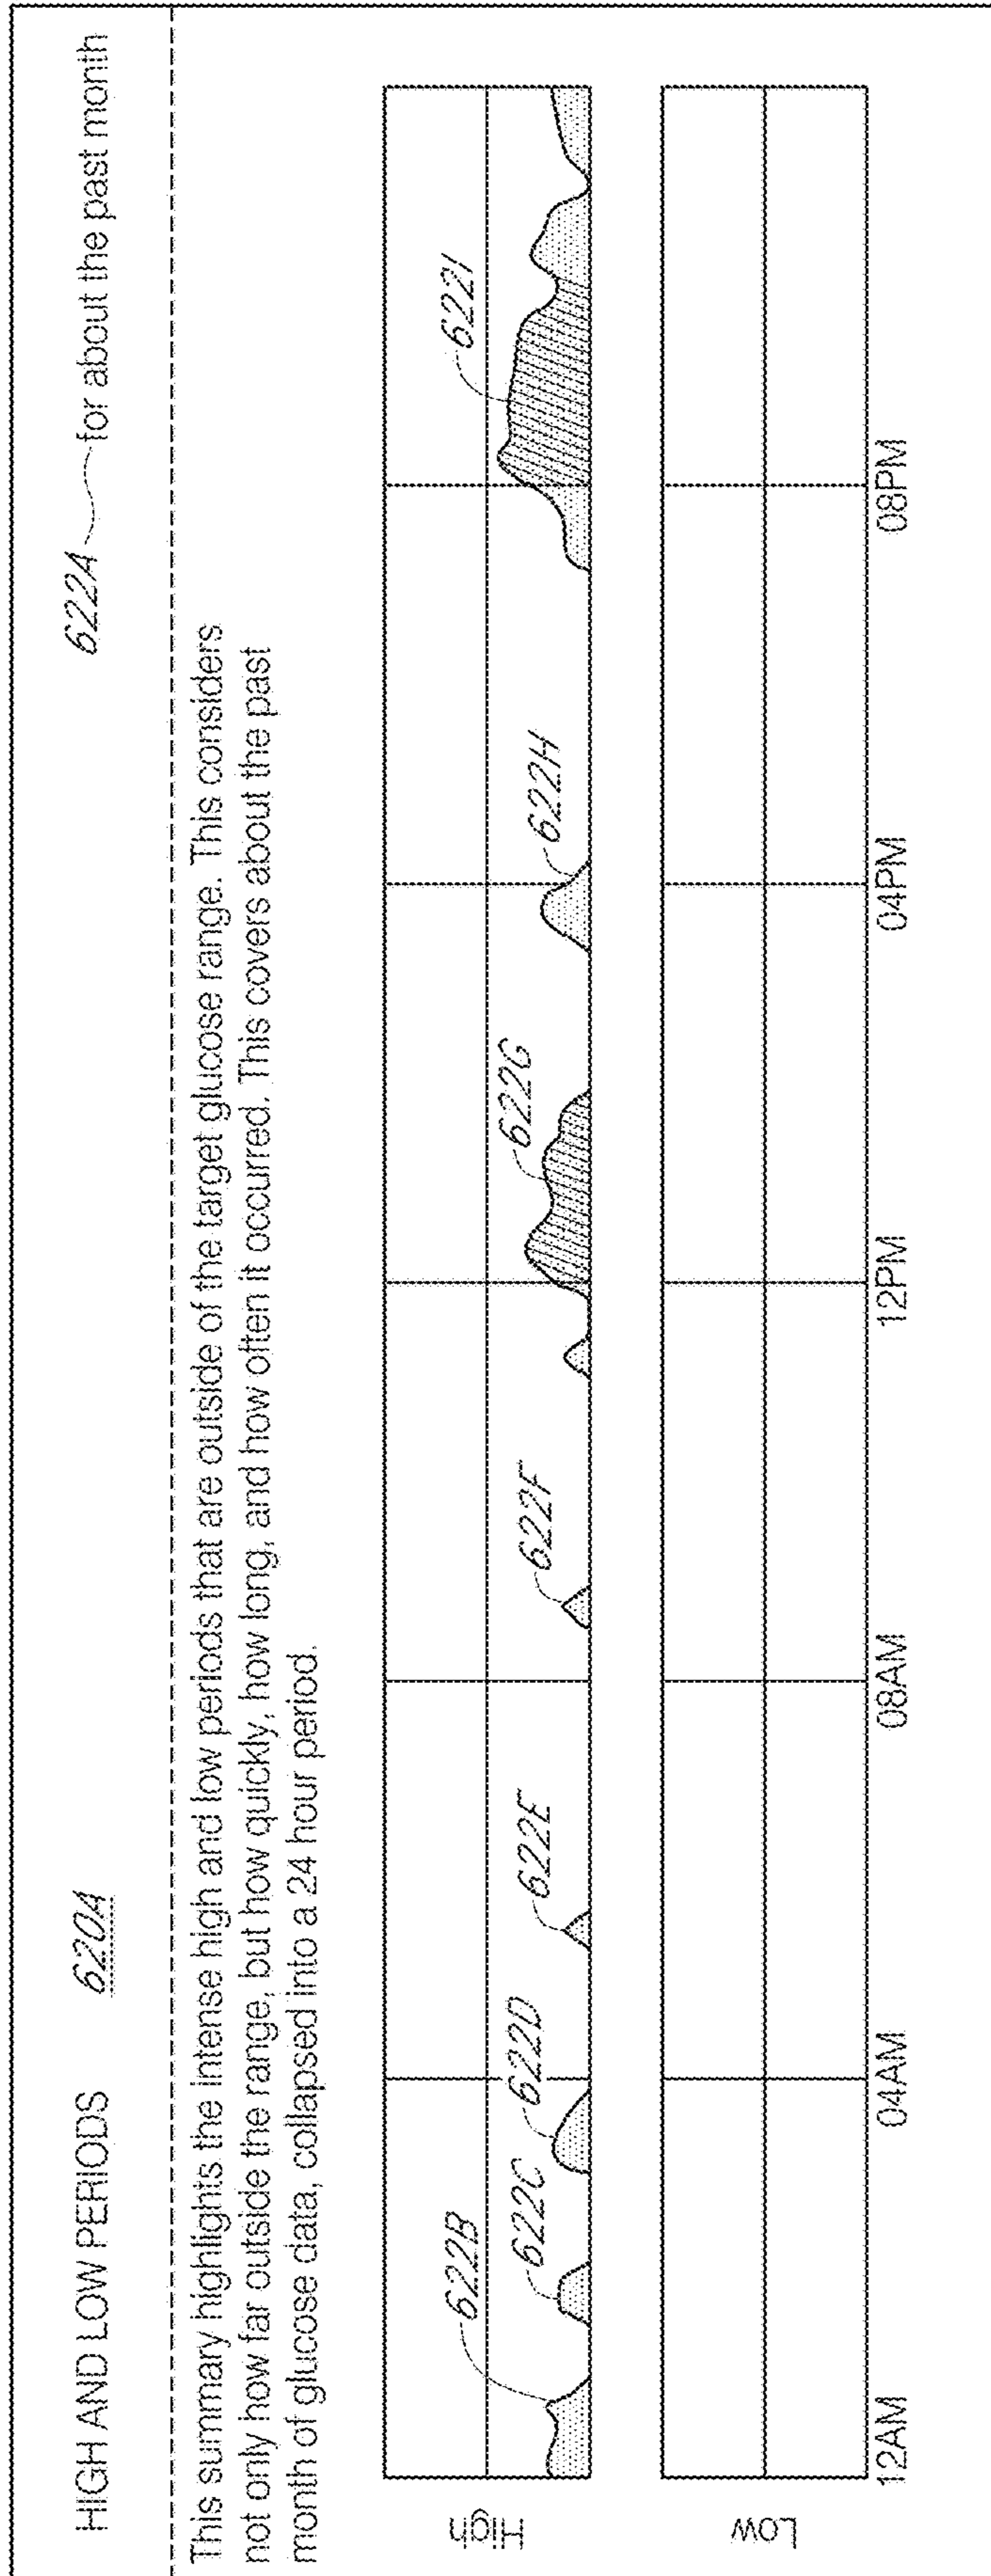 HIGH AND LOW PERIODS 620A 622A for about the past month
This summary highlights the intense high and low periods that are outside of the target glucose range. This considers
not only how far outside the range, but how quickly, how long, and how often it occurred. This covers about the past
month of glucose data, collapsed into a 24 hour period.
High
622B
622C
622D
622E
622F
622G
622H
622I
Low
12AM 04AM 08AM 12PM 04PM 08PM